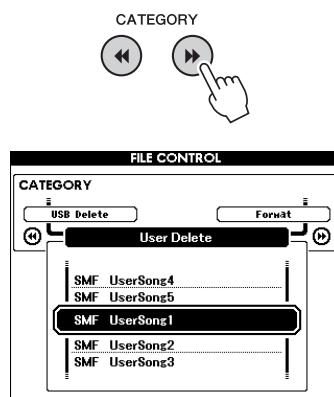 CATEGORY
FILE CONTROL
CATEGORY
USB Delete Format
User Delete
SMF UserSong4
SMF UserSong5
SMF UserSong1
SMF UserSong2
SMF UserSong3